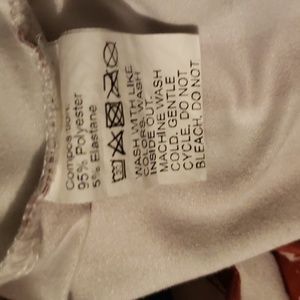 95% Polyester
5% Elastane
WASH WITH LIKE
COLORS, WASH
INSIDE OUT,
MACHINE WASH
COLD, GENTLE
CYCLE, DO NOT
BLEACH, DO NOT